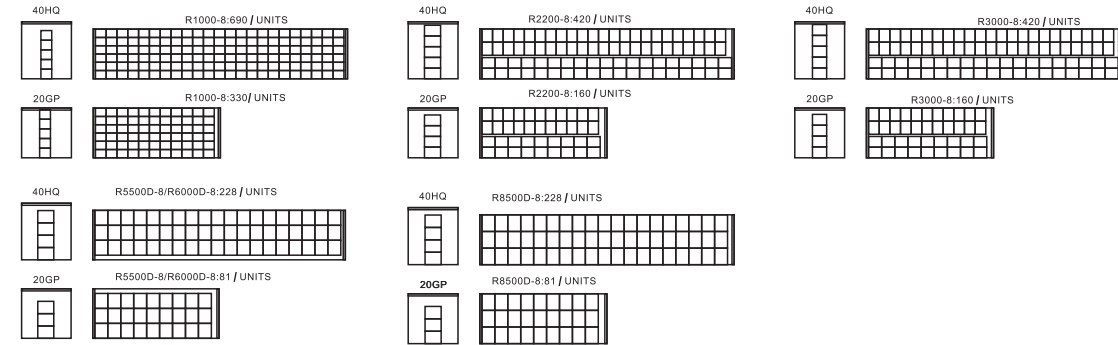 40HQ
R1000-8:690 / UNITS
40HQ
R2200-8:420 / UNITS
40HQ
R3000-8:420 / UNITS
20GP
R1000-8:330/ UNITS
20GP
R2200-8:160 / UNITS
20GP
R3000-8:160 / UNITS
40HQ
R5500D-8/R6000D-8:228 / UNITS
40HQ
R8500D-8:228 / UNITS
20GP
R5500D-8/R6000D-8:81 / UNITS
20GP
R8500D-8:81 / UNITS